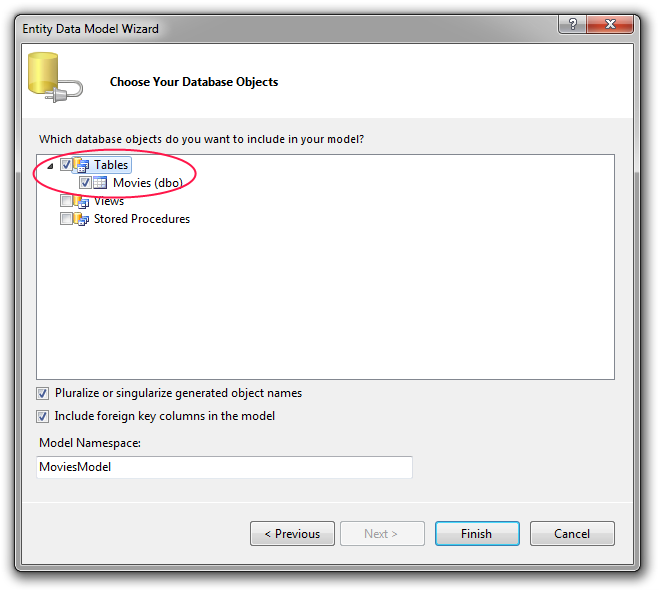 Entity Data Model Wizard
?
Choose Your Database Objects
Which database objects do you want to include in your model?
Tables
Movies (dbo)
Views
Stored Procedures
Pluralize or singularize generated object names
Include foreign key columns in the model
Model Namespace:
MoviesModel
< Previous Next > Finish Cancel